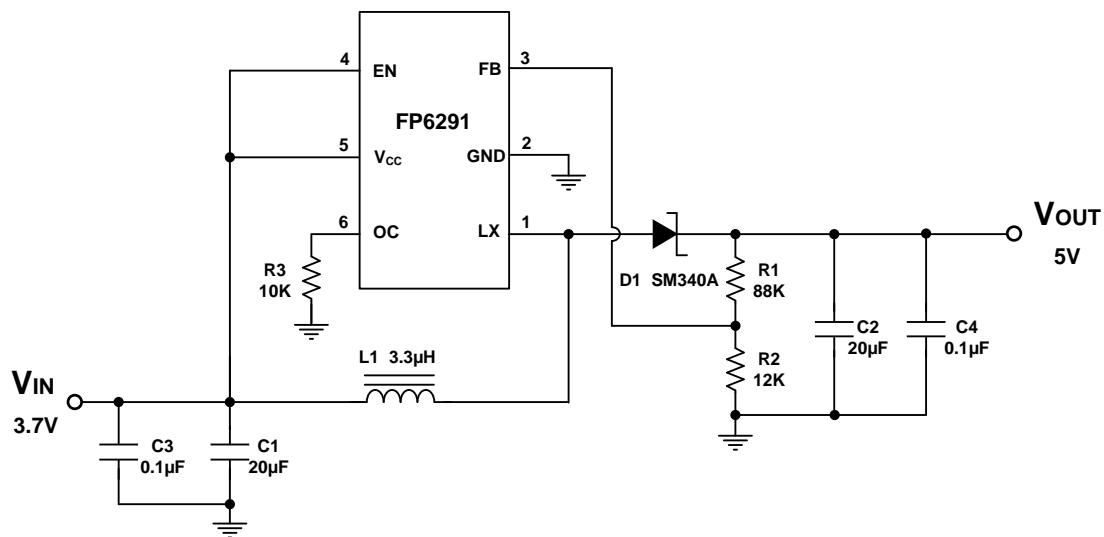 4
EN
FB
3
FP6291
5
VCC
GND
2
6
OC
LX
1
VOUT
5V
R3
10K
D1 SM340A
R1
88K
C2
20µF
C4
0.1µF
L1 3.3µH
R2
12K
VIN
3.7V
C3
0.1µF
C1
20µF